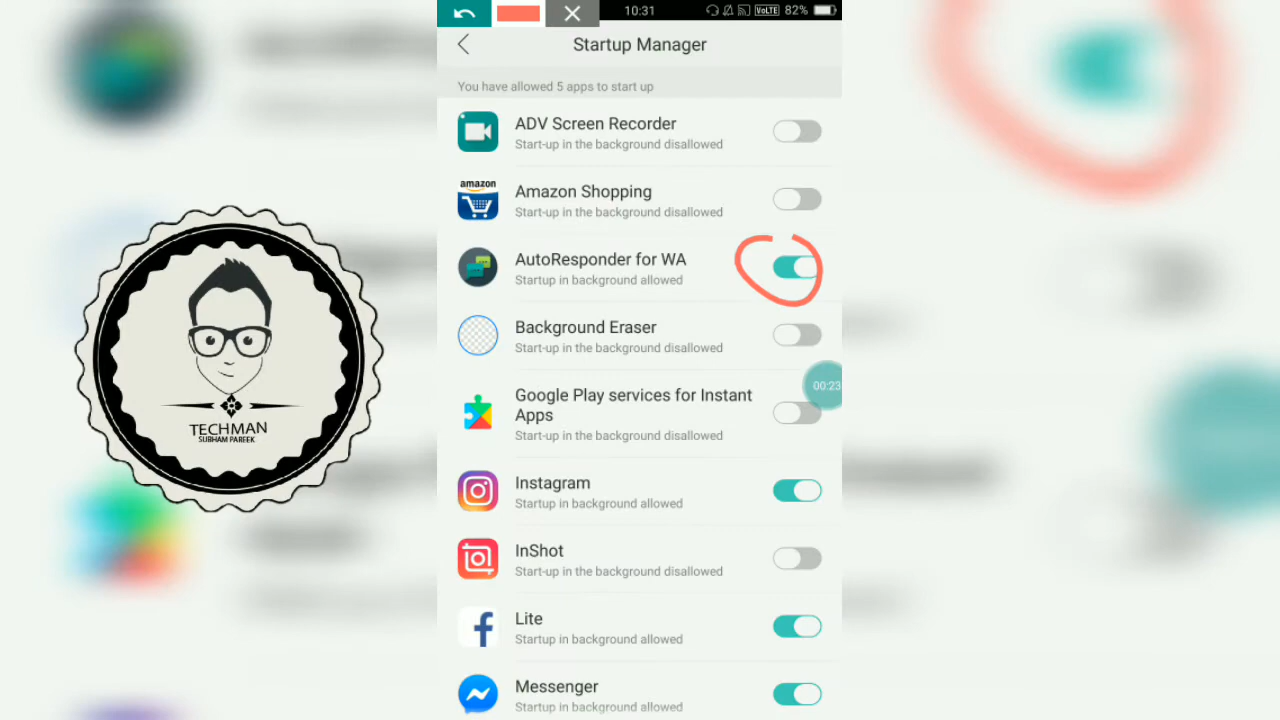 10:31
VoLTE 82%
Startup Manager
You have allowed 5 apps to start up
ADV Screen Recorder
Start-up in the background disallowed
amazon
Amazon Shopping
Start-up in the background disallowed
AutoResponder for WA
Startup in background allowed
Background Eraser
Start-up in the background disallowed
00:23
Google Play services for Instant
Apps
Start-up in the background disallowed
Instagram
Startup in background allowed
InShot
Start-up in the background disallowed
Lite
Startup in background allowed
Messenger
Startup in background allowed
TECHMAN
SUBHAM PAREEK